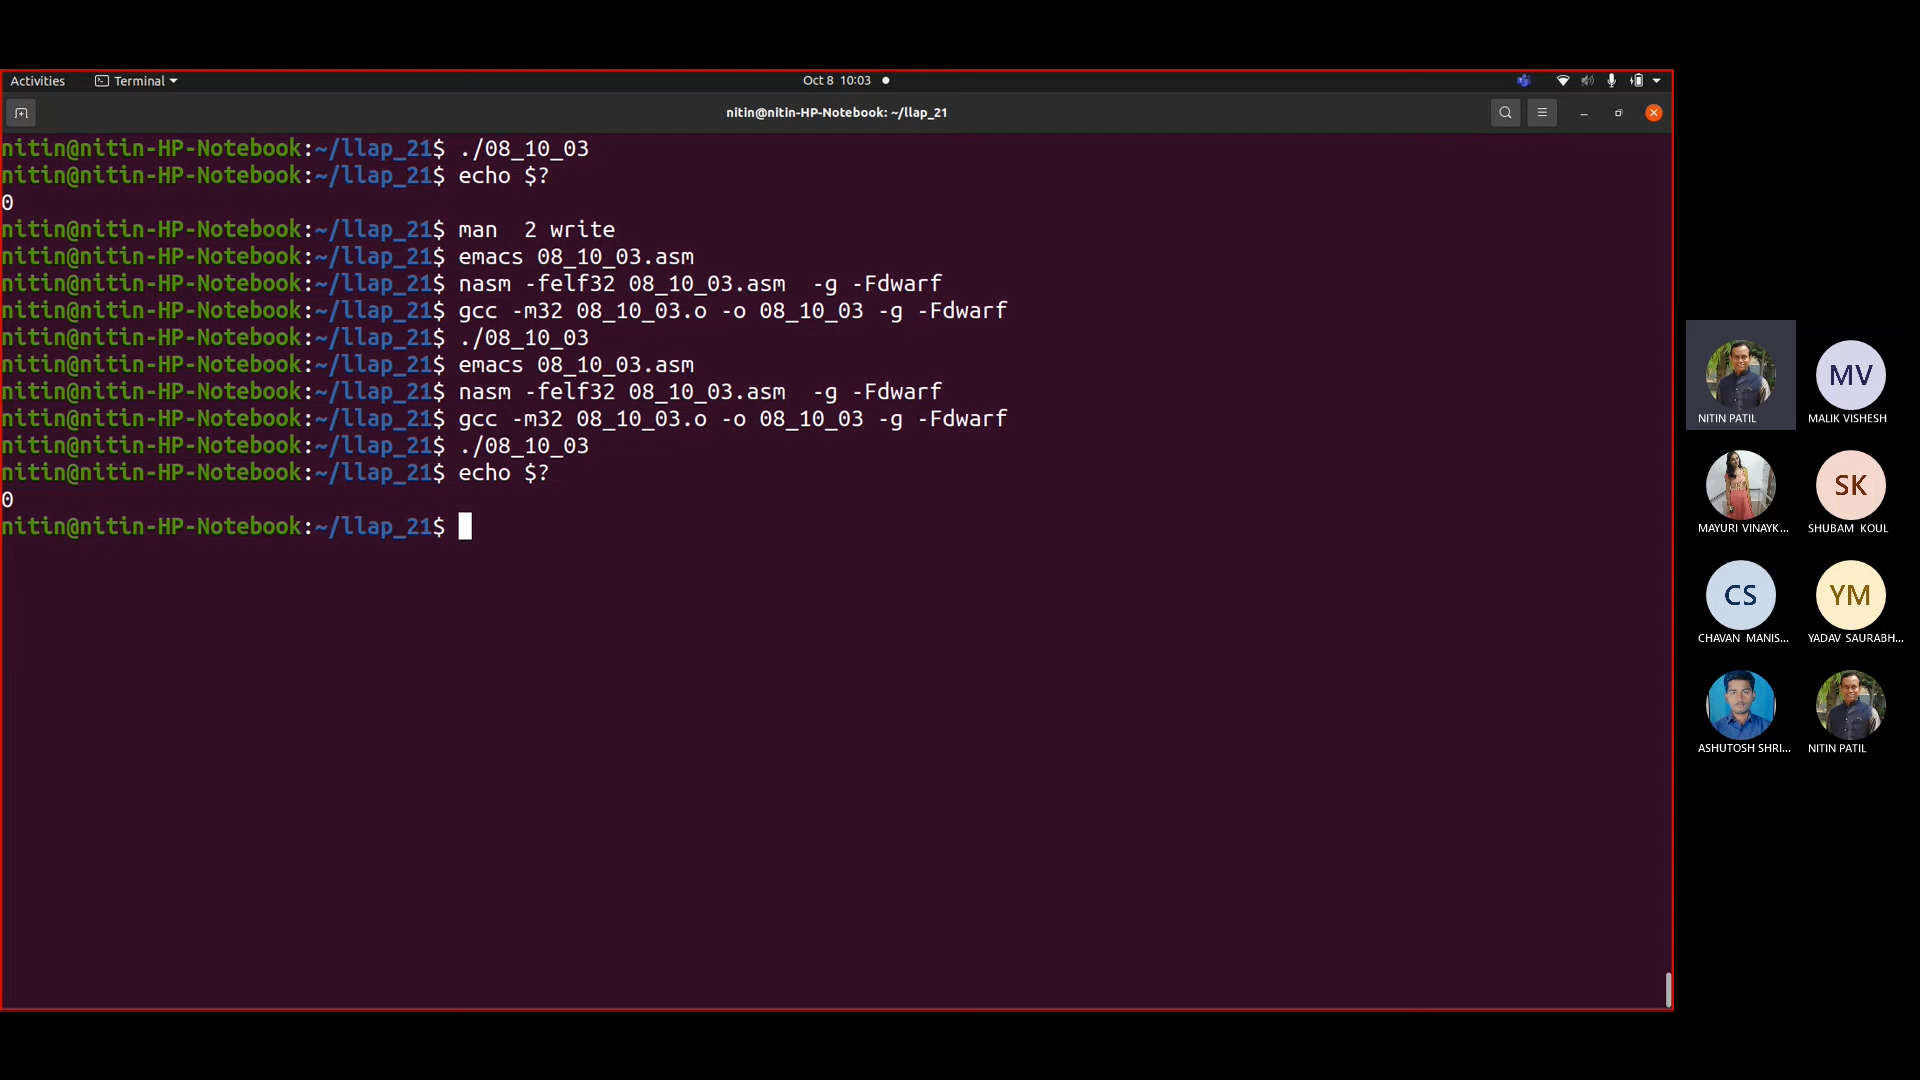 Activities Terminal Oct 8 10:03
nitin@nitin-HP-Notebook: ~/llap_21
nitin@nitin-HP-Notebook:~/llap_21$ ./08_10_03
nitin@nitin-HP-Notebook:~/llap_21$ echo $?
0
nitin@nitin-HP-Notebook:~/llap_21$ man  2 write
nitin@nitin-HP-Notebook:~/llap_21$ emacs 08_10_03.asm
nitin@nitin-HP-Notebook:~/llap_21$ nasm -felf32 08_10_03.asm  -g -Fdwarf
nitin@nitin-HP-Notebook:~/llap_21$ gcc -m32 08_10_03.o -o 08_10_03 -g -Fdwarf
nitin@nitin-HP-Notebook:~/llap_21$ ./08_10_03
nitin@nitin-HP-Notebook:~/llap_21$ emacs 08_10_03.asm
nitin@nitin-HP-Notebook:~/llap_21$ nasm -felf32 08_10_03.asm  -g -Fdwarf
nitin@nitin-HP-Notebook:~/llap_21$ gcc -m32 08_10_03.o -o 08_10_03 -g -Fdwarf
nitin@nitin-HP-Notebook:~/llap_21$ ./08_10_03
nitin@nitin-HP-Notebook:~/llap_21$ echo $?
0
nitin@nitin-HP-Notebook:~/llap_21$
NITIN PATIL
MV
MALIK VISHESH
MAYURI VINAYK...
SK
SHUBAM KOUL
CS
CHAVAN MANIS...
YM
YADAV SAURABH...
ASHUTOSH SHRI...
NITIN PATIL